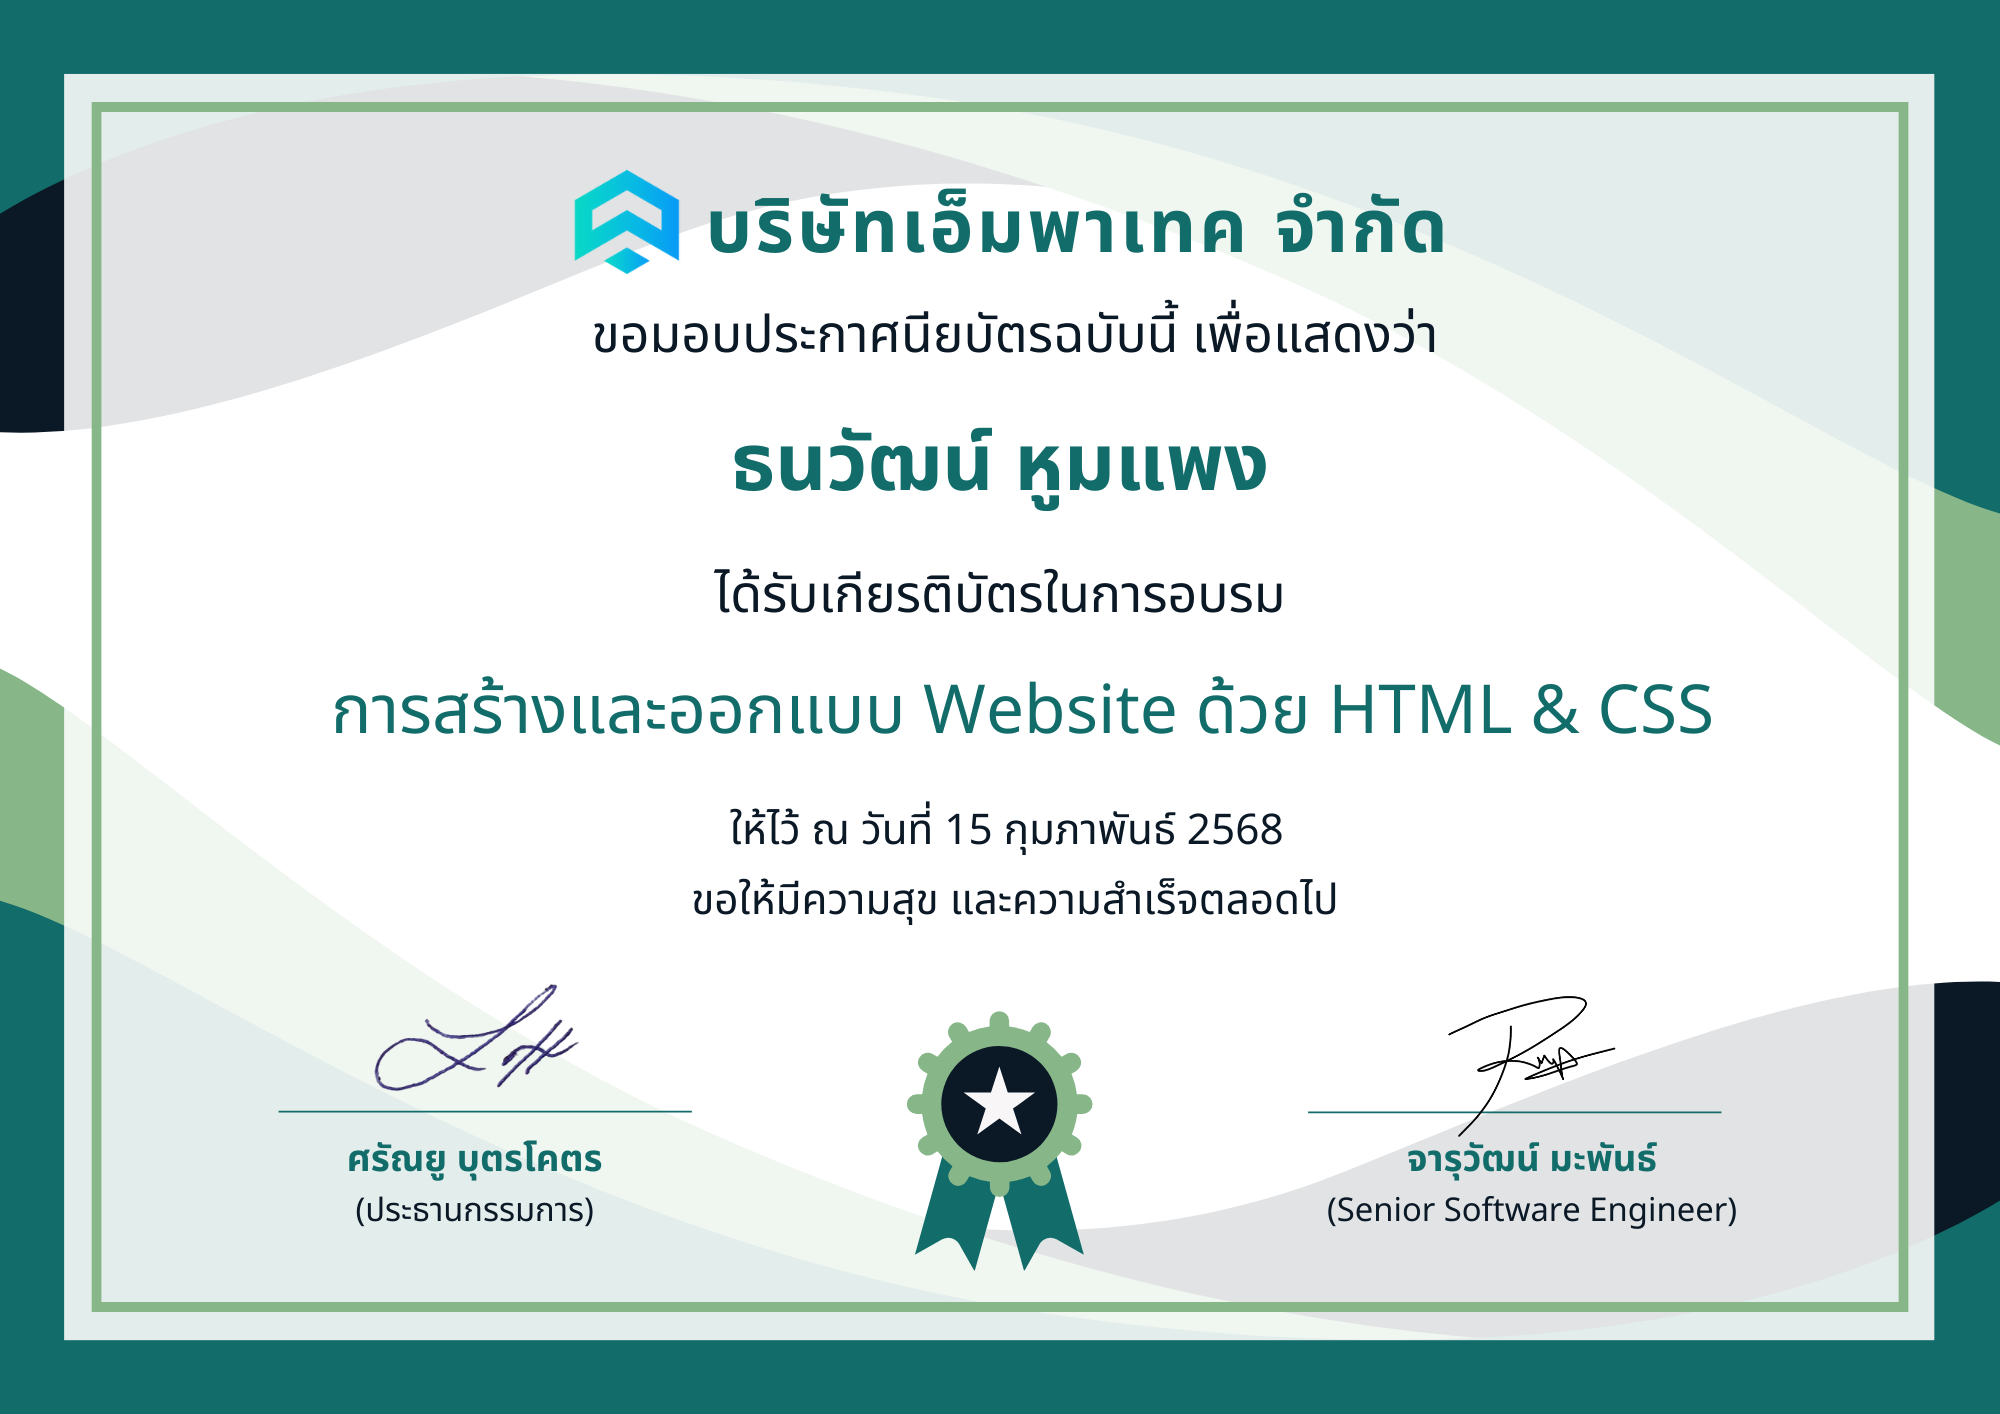 บริษัทเอ็มพาเทค จำกัด
ขอมอบประกาศนียบัตรฉบับนี้ เพื่อแสดงว่า
ธนวัฒน์ หูมแพง
ได้รับเกียรติบัตรในการอบรม
การสร้างและออกแบบ Website ด้วย HTML & CSS
ให้ไว้ ณ วันที่ 15 กุมภาพันธ์ 2568
ขอให้มีความสุข และความสำเร็จตลอดไป
ศรัณยู บุตรโคตร
(ประธานกรรมการ)
จารุวัฒน์ มะพันธ์
(Senior Software Engineer)